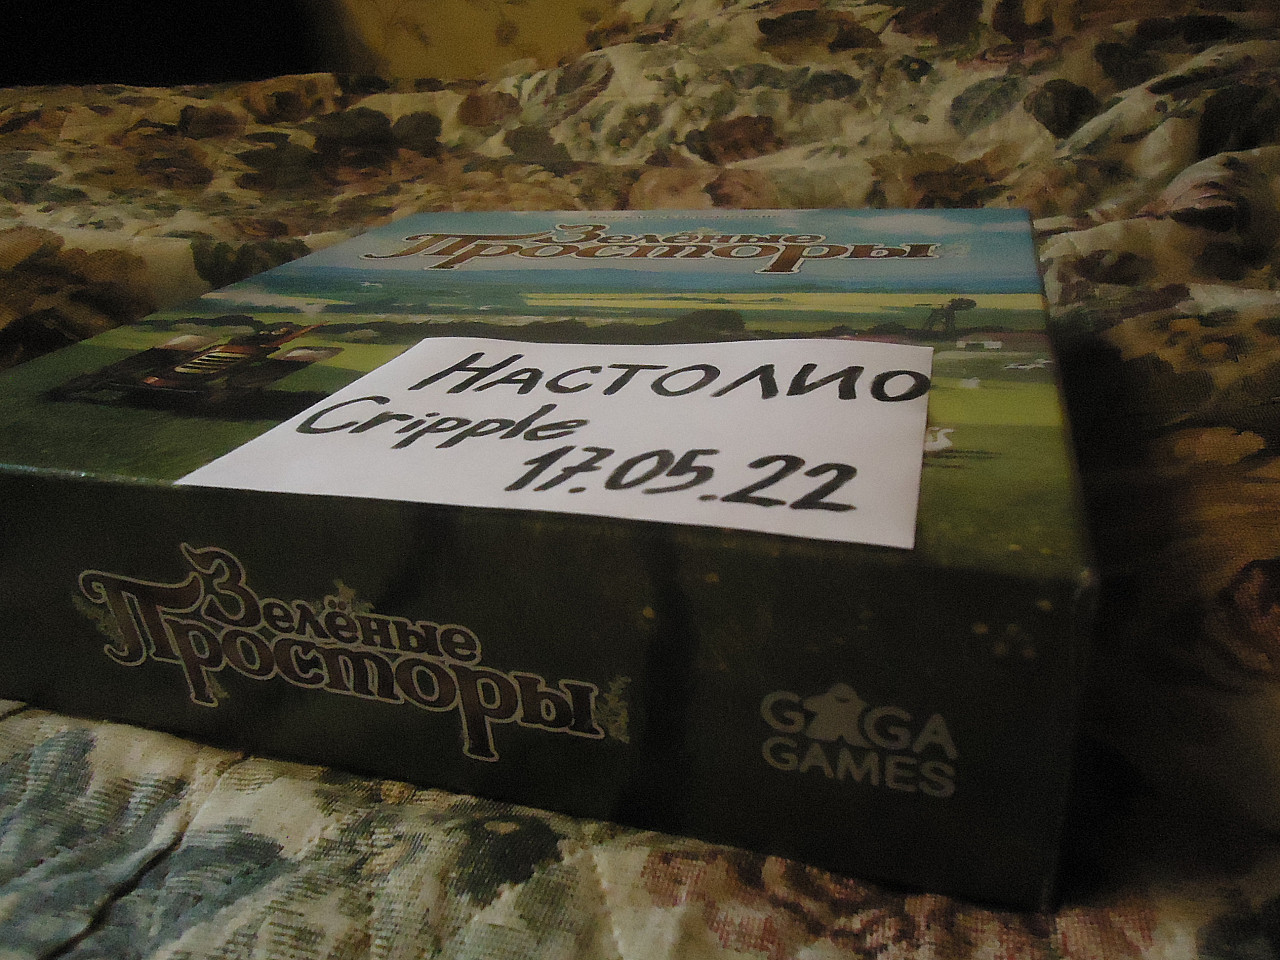 Зелёные
Просторы
Настолио
Cripple
17.05.22
Зелёные
Просторы
GAGA
GAMES